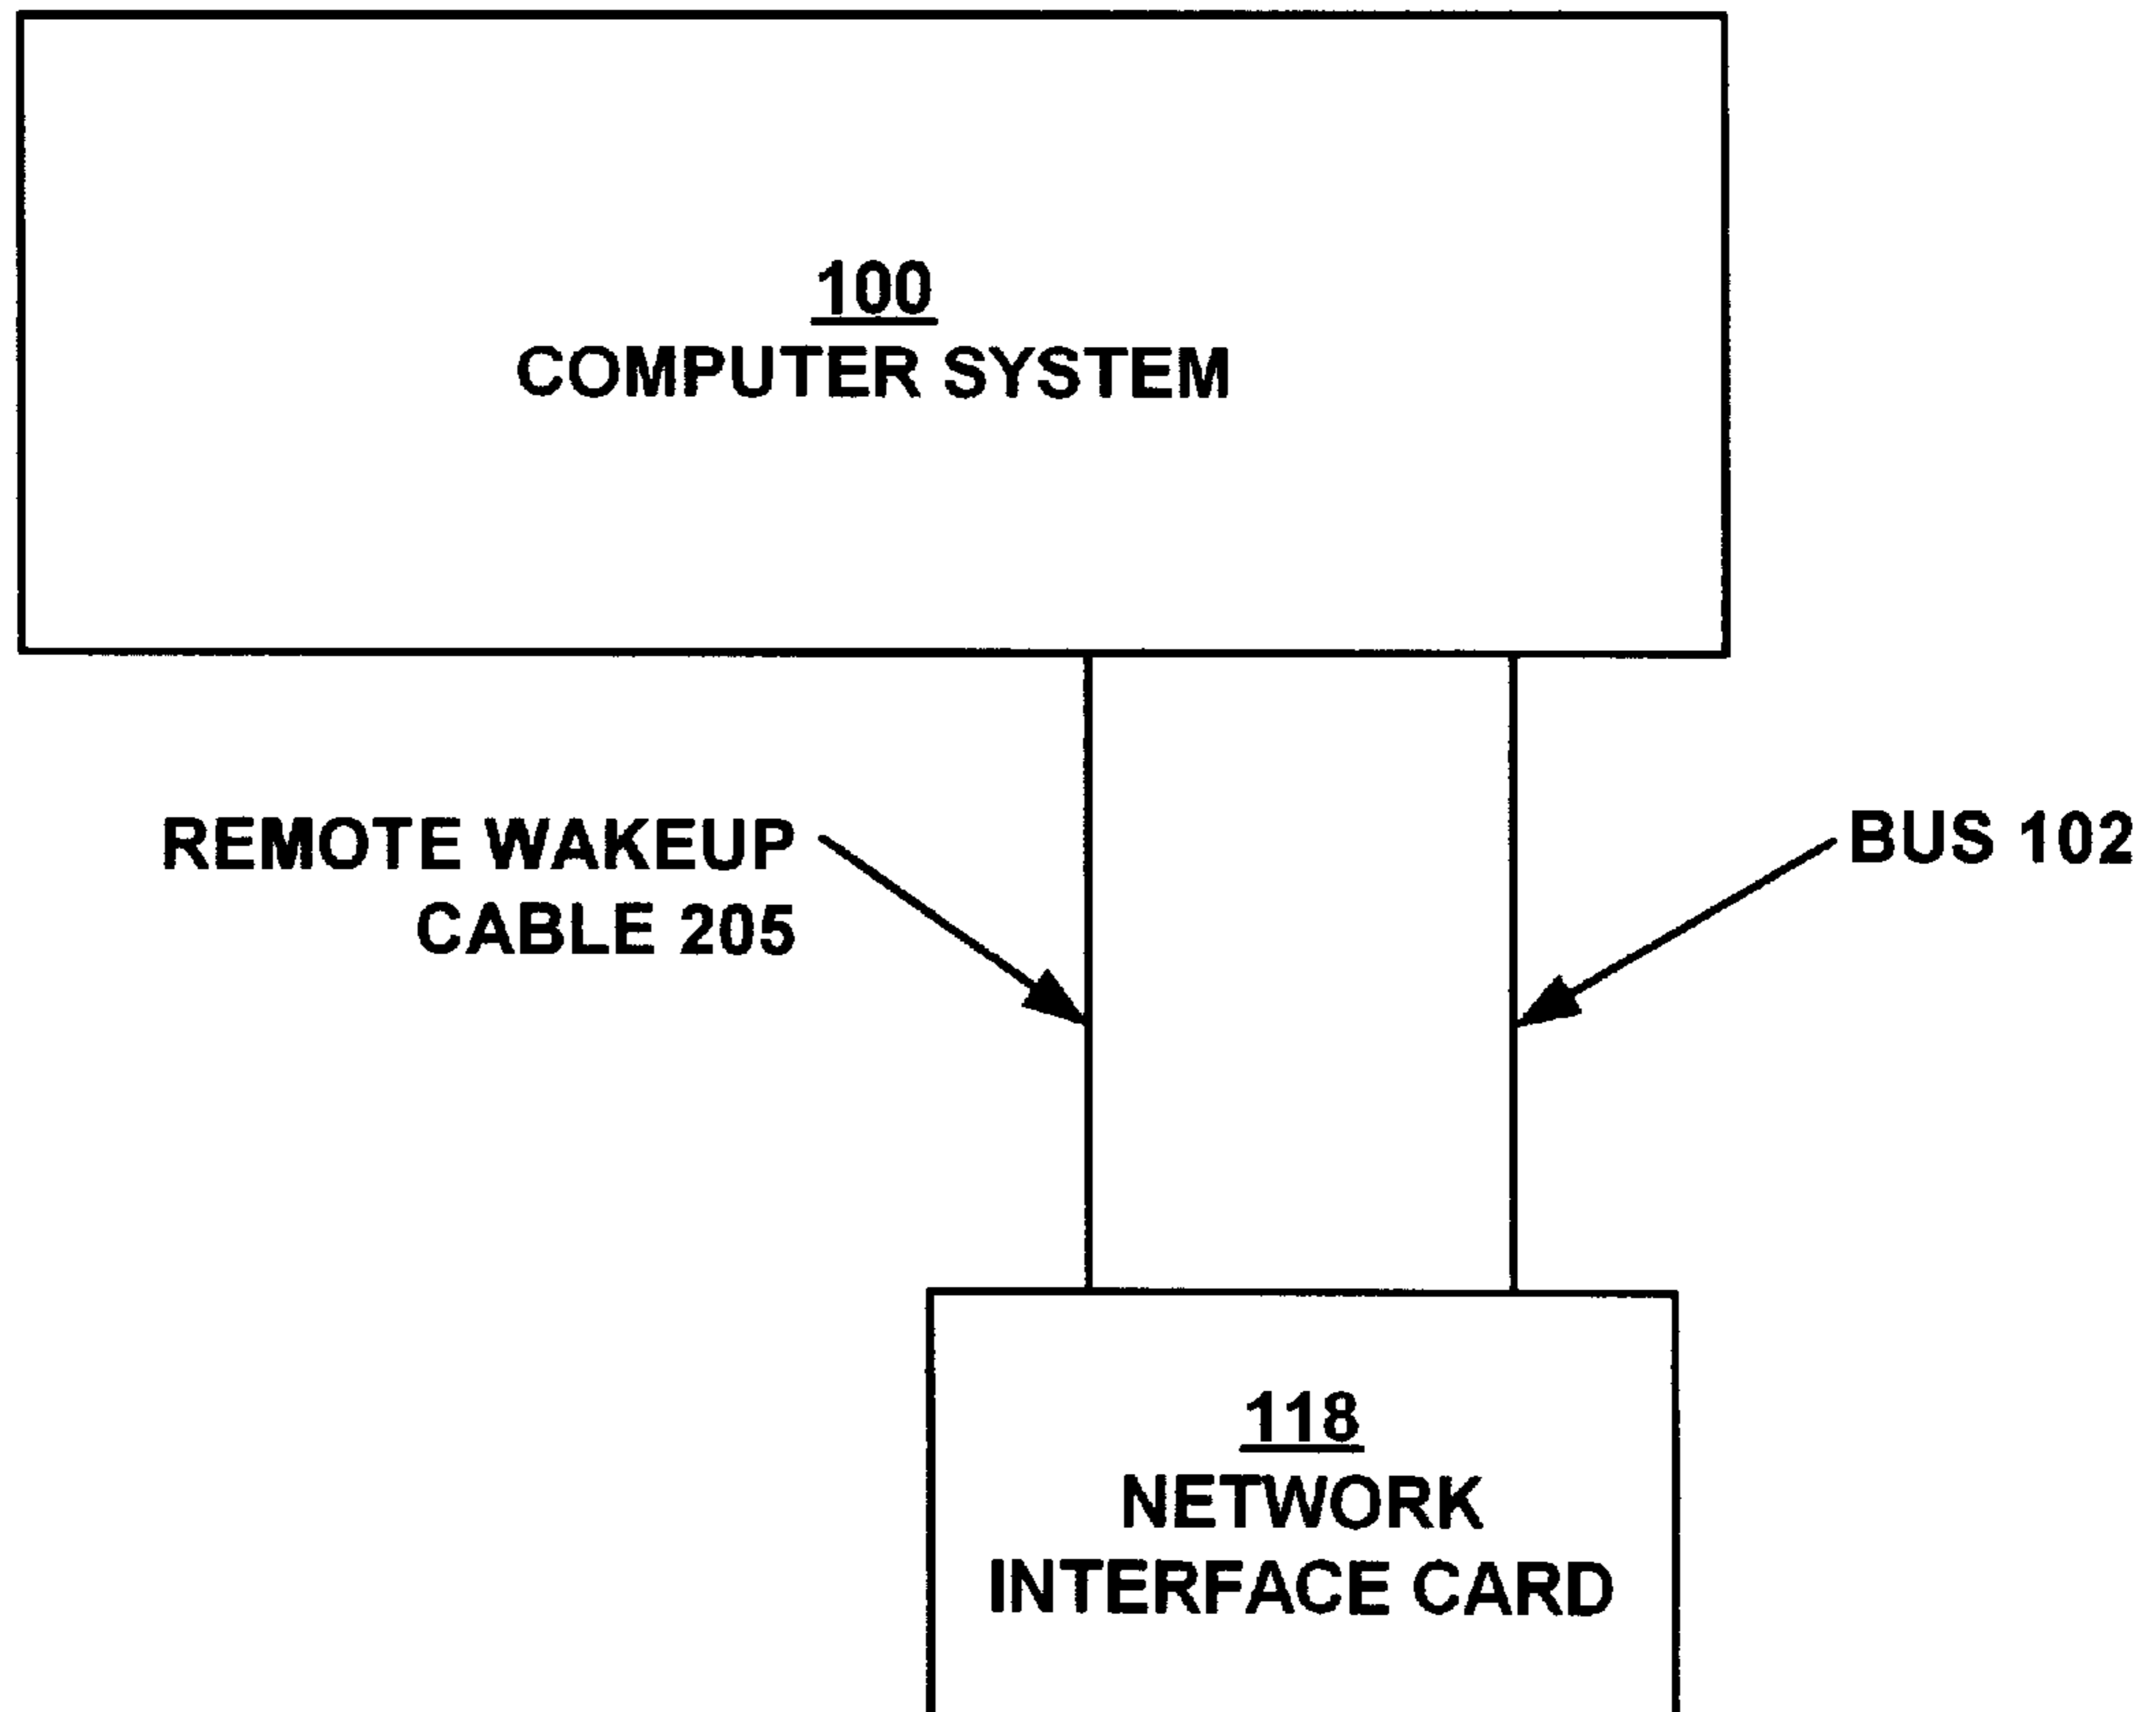 100
COMPUTER SYSTEM
REMOTE WAKEUP
CABLE 205
BUS 102
118
NETWORK
INTERFACE CARD